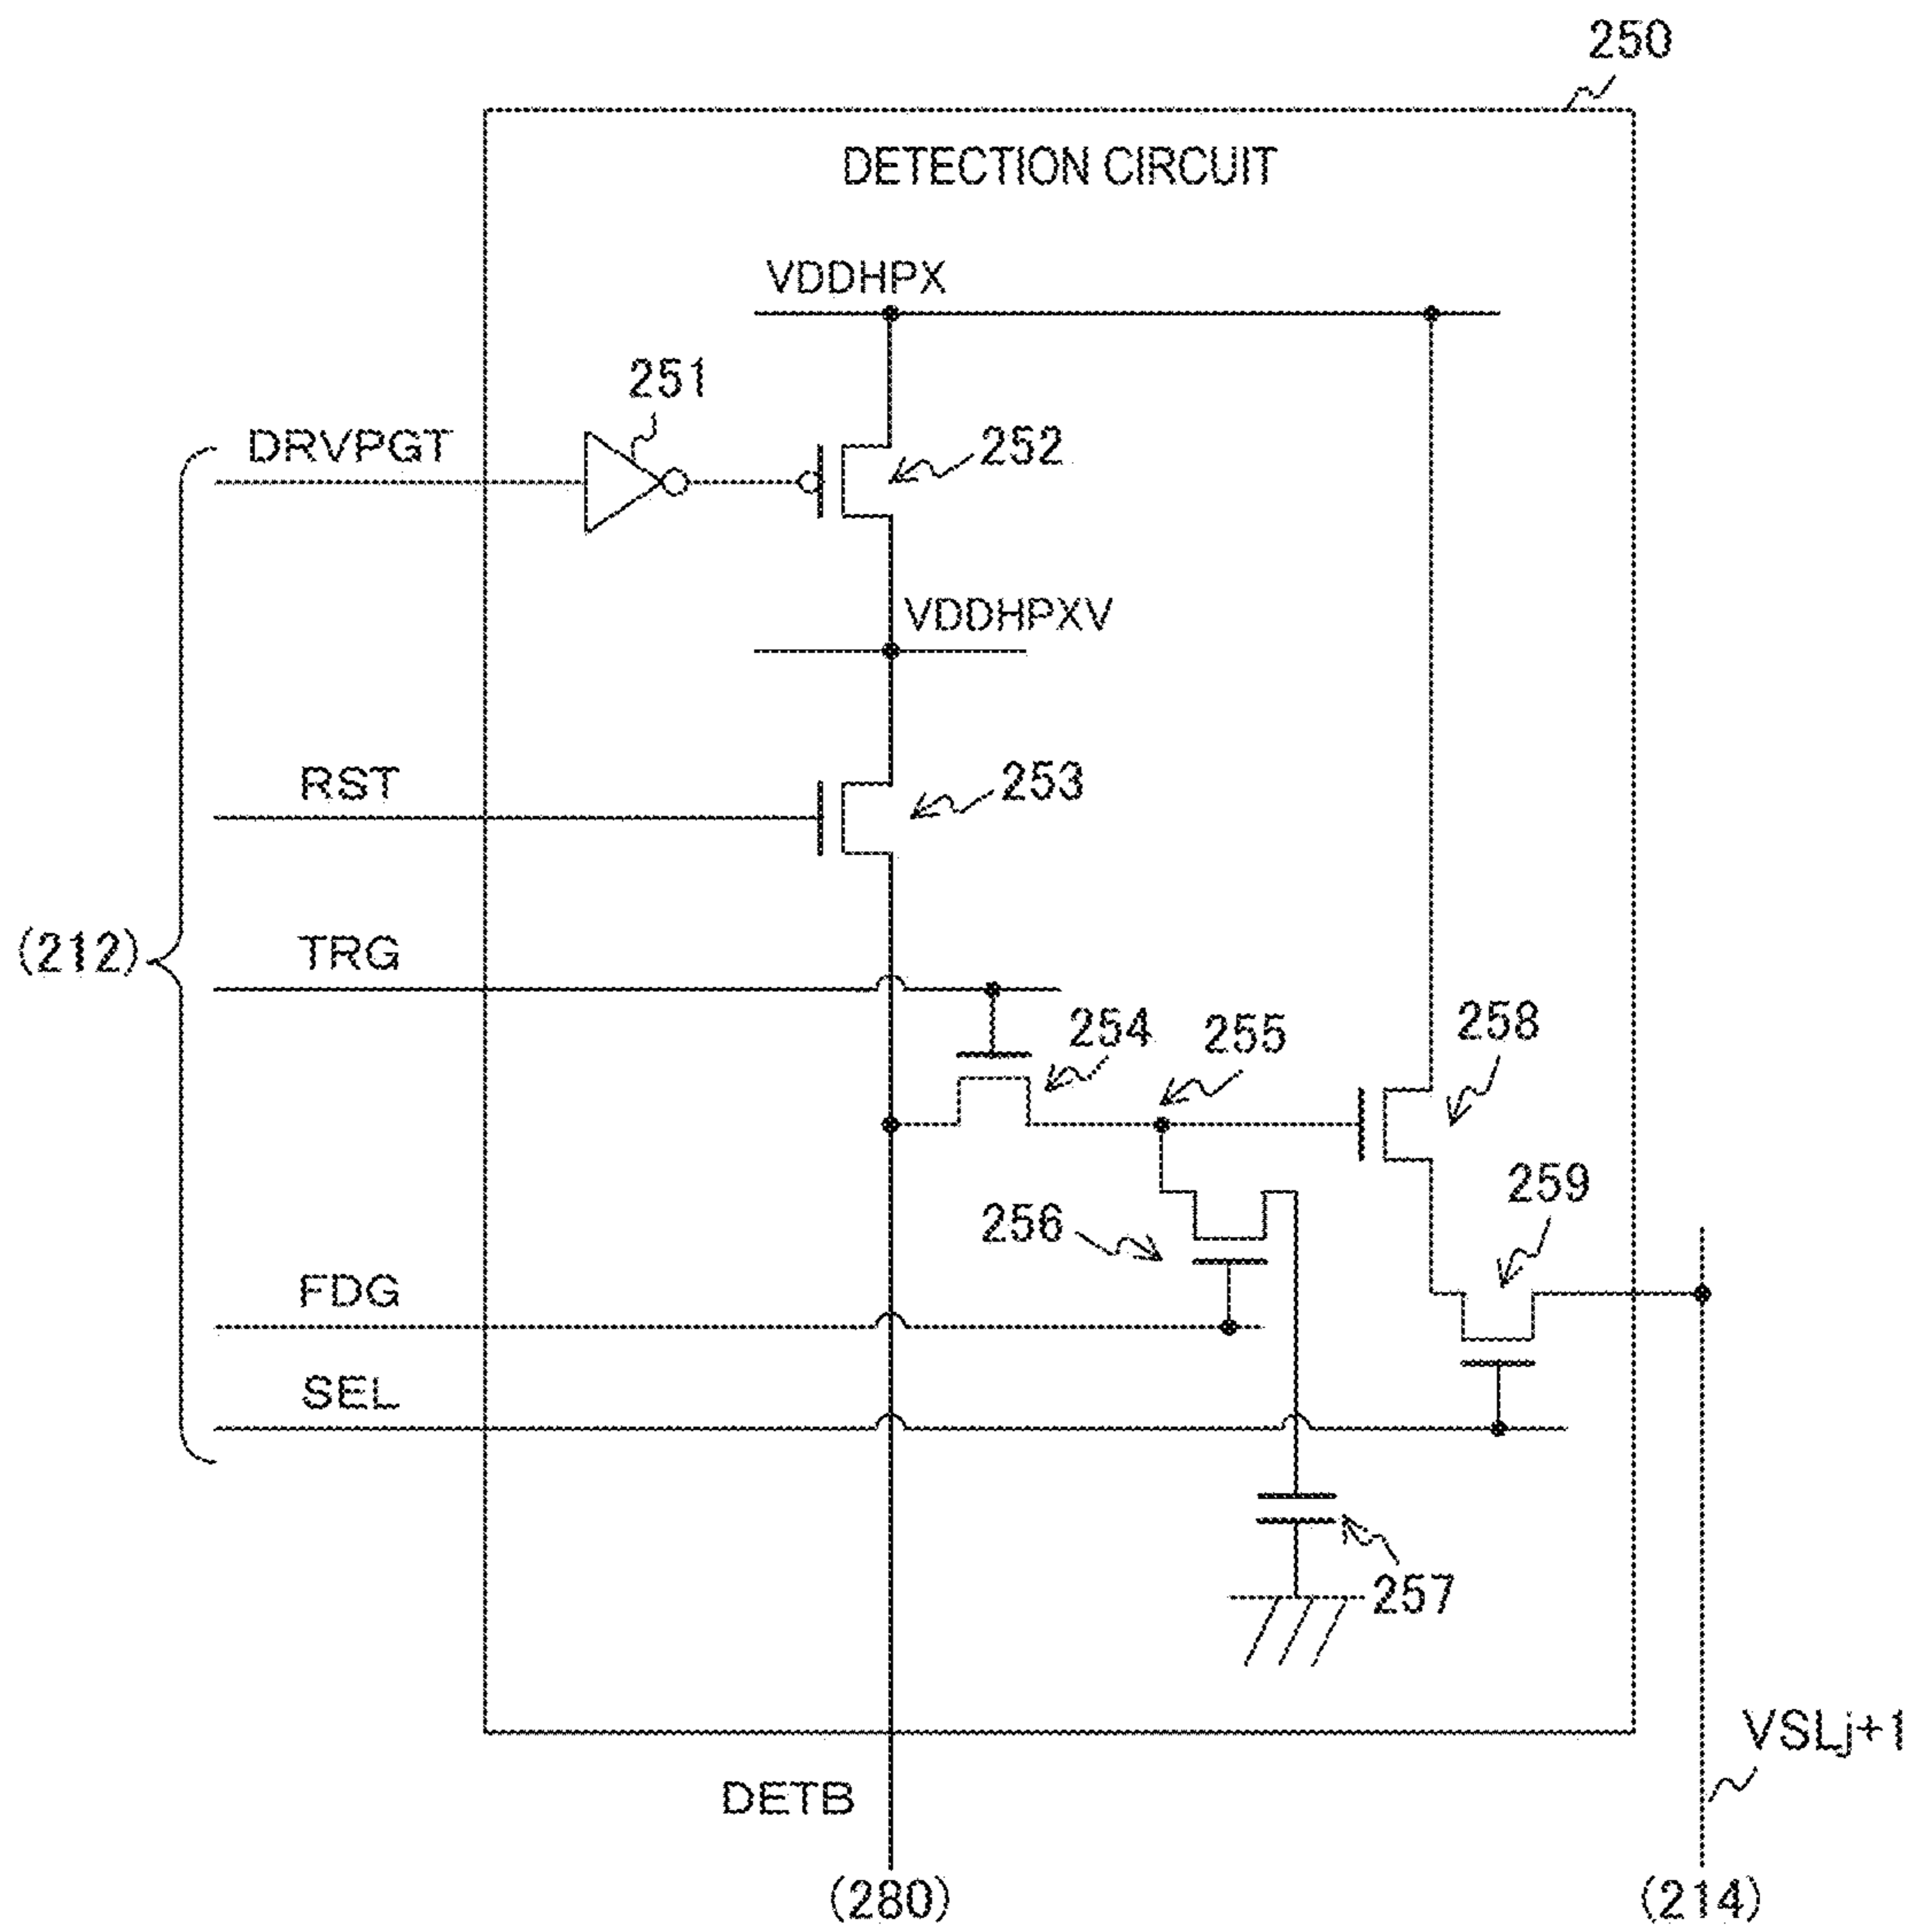 250
DETECTION CIRCUIT
VDDHPX
251
DRVPGT
252
VDDHPXV
RST
253
(212)
TRG
254
255
258
259
256
FDG
SEL
257
VSLj+1
DETB
(280)
(214)